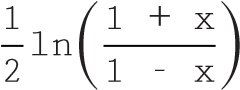 1/2 ln((1 + x)/(1 - x))